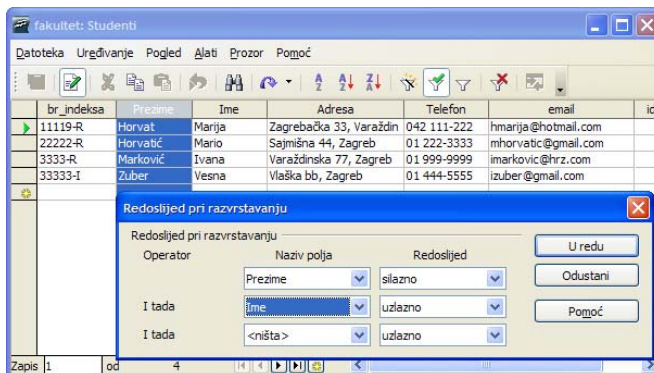 fakultet: Studenti
Datoteka Uređivanje Pogled Alati Prozor Pomoć
br_indeksa Prezime Ime Adresa Telefon email id
11119-R Horvat Marija Zagrebačka 33, Varaždin 042 111-222 hmarija@hotmail.com
22222-R Horvatić Mario Sajmišna 44, Zagreb 01 222-3333 mhorvatic@gmail.com
3333-R Marković Ivana Varaždinska 77, Zagreb 01 999-9999 imarkovic@hrz.com
33333-I Zuber Vesna Vlaška bb, Zagreb 01 444-5555 izuber@gmail.com
Redoslijed pri razvrstavanju
Redoslijed pri razvrstavanju
Operator Naziv polja Redoslijed
U redu
Prezime silazno
Odustani
I tada Ime uzlazno
Pomoć
I tada <ništa> uzlazno
Zapis 1 od 4